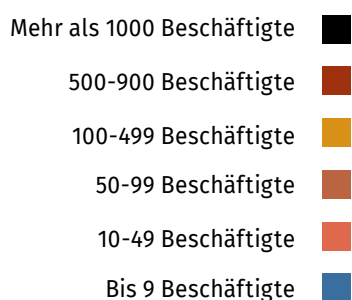 Mehr als 1000 Beschäftigte
500-900 Beschäftigte
100-499 Beschäftigte
50-99 Beschäftigte
10-49 Beschäftigte
Bis 9 Beschäftigte